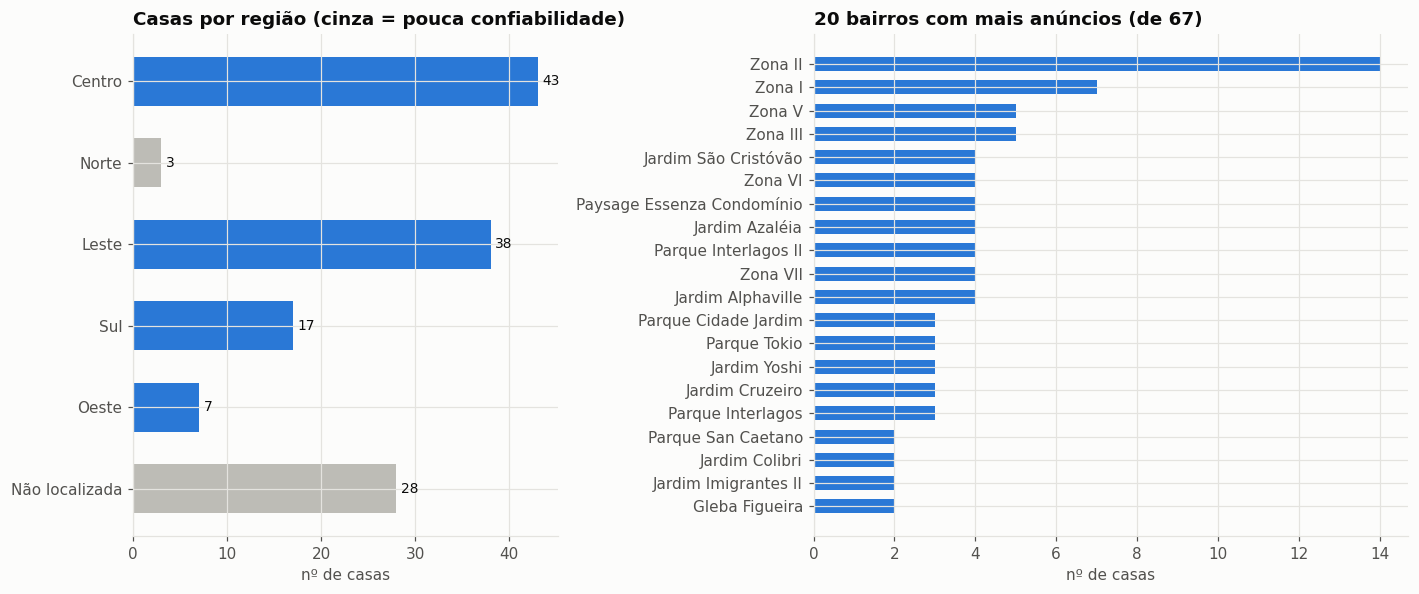 Casas por região (cinza = pouca confiabilidade)
Centro
43
Norte
3
Leste
38
Sul
17
Oeste
7
Não localizada
28
0 10 20 30 40
nº de casas
20 bairros com mais anúncios (de 67)
Zona II
Zona I
Zona V
Zona III
Jardim São Cristóvão
Zona VI
Paysage Essenza Condomínio
Jardim Azaléia
Parque Interlagos II
Zona VII
Jardim Alphaville
Parque Cidade Jardim
Parque Tokio
Jardim Yoshi
Jardim Cruzeiro
Parque Interlagos
Parque San Caetano
Jardim Colibri
Jardim Imigrantes II
Gleba Figueira
0 2 4 6 8 10 12 14
nº de casas